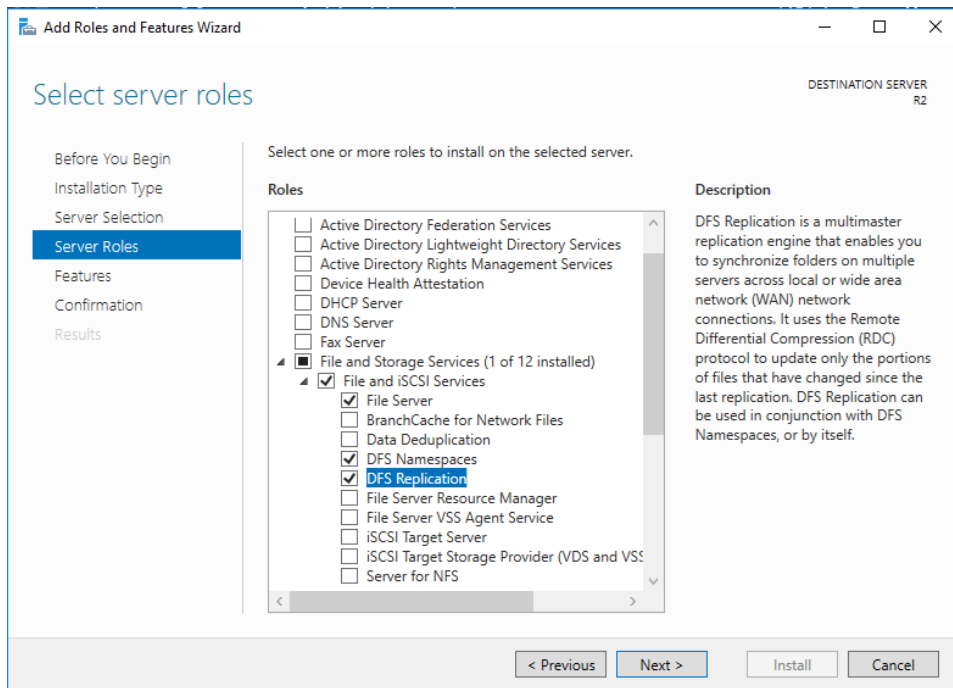 Add Roles and Features Wizard
Select server roles
DESTINATION SERVER
R2
Before You Begin
Installation Type
Server Selection
Server Roles
Features
Confirmation
Results
Select one or more roles to install on the selected server.
Roles
Active Directory Federation Services
Active Directory Lightweight Directory Services
Active Directory Rights Management Services
Device Health Attestation
DHCP Server
DNS Server
Fax Server
File and Storage Services (1 of 12 installed)
File and iSCSI Services
File Server
BranchCache for Network Files
Data Deduplication
DFS Namespaces
DFS Replication
File Server Resource Manager
File Server VSS Agent Service
iSCSI Target Server
iSCSI Target Storage Provider (VDS and VSS
Server for NFS
Description
DFS Replication is a multimaster
replication engine that enables you
to synchronize folders on multiple
servers across local or wide area
network (WAN) network
connections. It uses the Remote
Differential Compression (RDC)
protocol to update only the portions
of files that have changed since the
last replication. DFS Replication can
be used in conjunction with DFS
Namespaces, or by itself.
< Previous
Next >
Install
Cancel